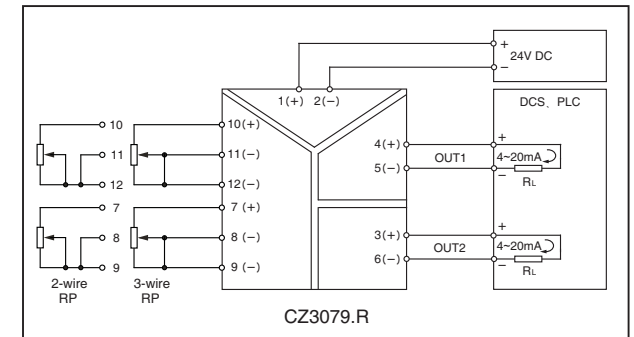 +
24V DC
−
1(+) 2(−)
DCS、PLC
10 10(+)
11 11(−)
12 12(−)
7 7 (+)
8 8 (−)
9 9 (−)
2-wire
RP
3-wire
RP
4(+)
5(−)
OUT1
+
4~20mA
−
RL
3(+)
6(−)
OUT2
+
4~20mA
−
RL
CZ3079.R